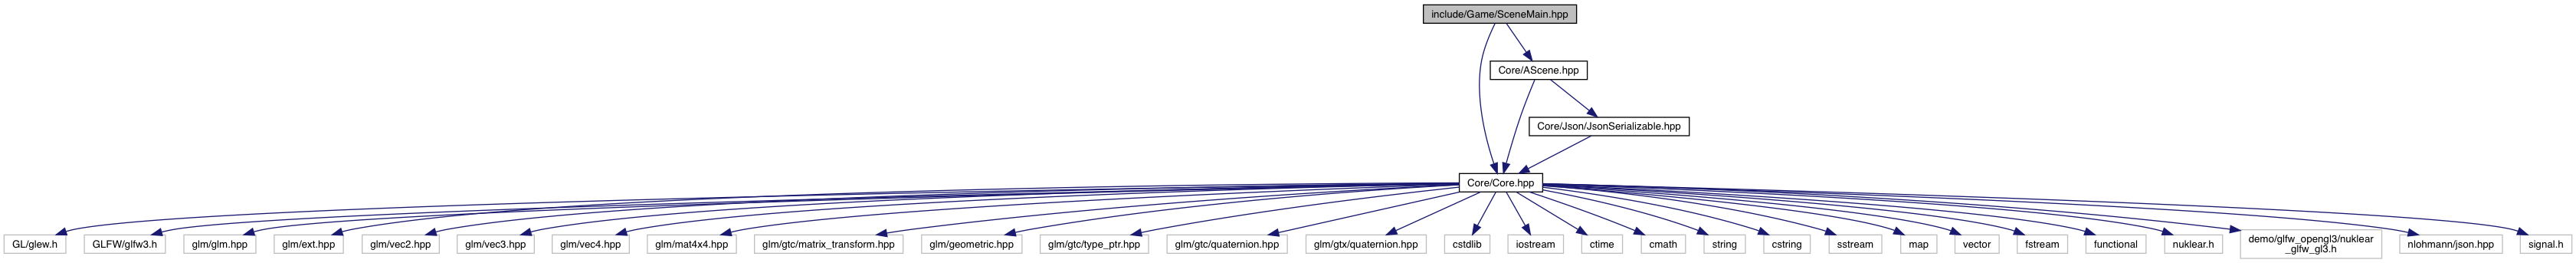 include/Game/SceneMain.hpp
Core/AScene.hpp
Core/Json/JsonSerializable.hpp
Core/Core.hpp
GL/glew.h
GLFW/glfw3.h
glm/glm.hpp
glm/ext.hpp
glm/vec2.hpp
glm/vec3.hpp
glm/vec4.hpp
glm/mat4x4.hpp
glm/gtc/matrix_transform.hpp
glm/geometric.hpp
glm/gtc/type_ptr.hpp
glm/gtc/quaternion.hpp
glm/gtx/quaternion.hpp
cstdlib
iostream
ctime
cmath
string
cstring
sstream
map
vector
fstream
functional
nuklear.h
demo/glfw_opengl3/nuklear
_glfw_gl3.h
nlohmann/json.hpp
signal.h